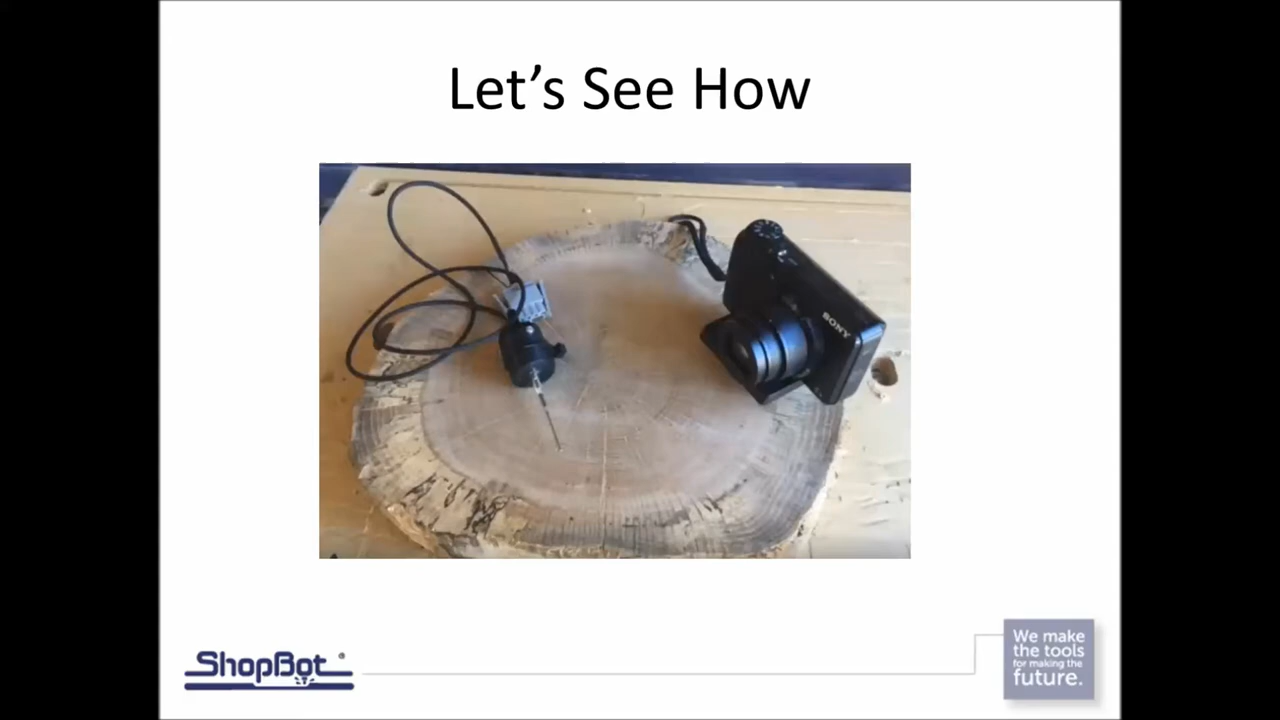 Let's See How
SONY
ShopBot®
We make
the tools
for making the
future.